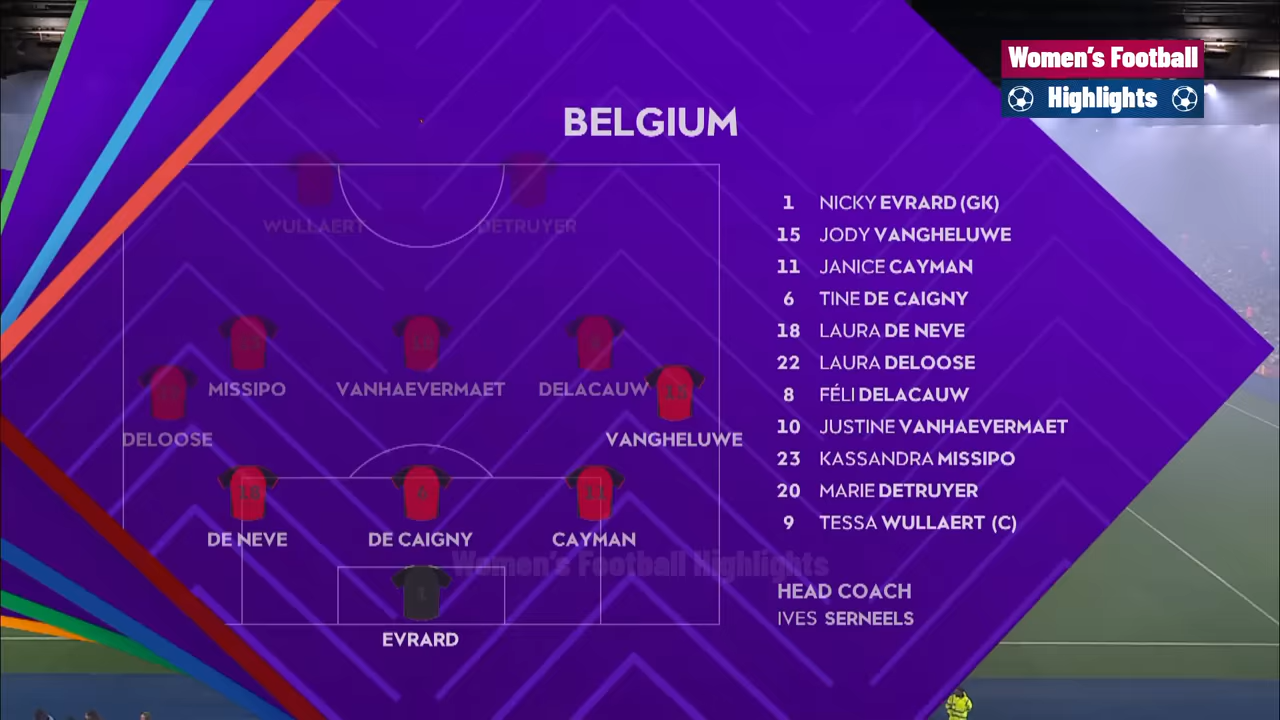 Women's Football
Highlights
BELGIUM
WULLAERT
DETRUYER
MISSIPO
VANHAEVERMAET
DELACAUW
DELOOSE
VANGHELUWE
DE NEVE
DE CAIGNY
CAYMAN
EVRARD
1 NICKY EVRARD (GK)
15 JODY VANGHELUWE
11 JANICE CAYMAN
6 TINE DE CAIGNY
18 LAURA DE NEVE
22 LAURA DELOOSE
8 FÉLI DELACAUW
10 JUSTINE VANHAEVERMAET
23 KASSANDRA MISSIPO
20 MARIE DETRUYER
9 TESSA WULLAERT (C)
Women's Football Highlights
HEAD COACH
IVES SERNEELS